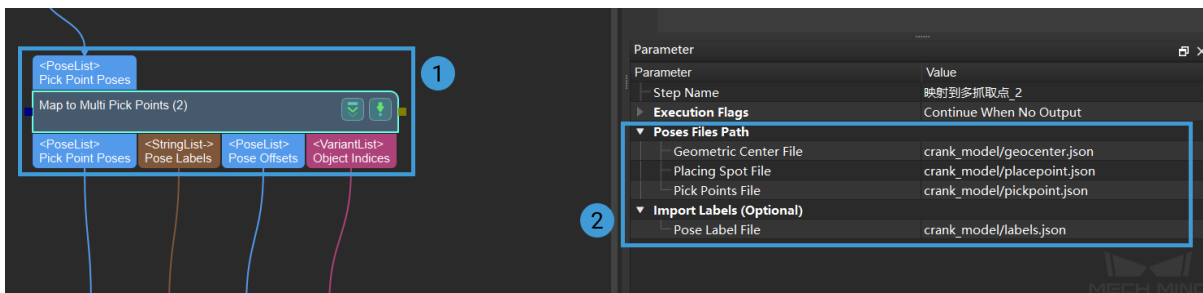 <PoseList>
Pick Point Poses
1
Map to Multi Pick Points (2)
<PoseList> <StringList-> <PoseList> <VariantList>
Pick Point Poses Pose Labels Pose Offsets Object Indices
Parameter
Parameter Value
Step Name 映射到多抓取点_2
Execution Flags Continue When No Output
Poses Files Path
Geometric Center File crank_model/geocenter.json
Placing Spot File crank_model/placepoint.json
Pick Points File crank_model/pickpoint.json
2
Import Labels (Optional)
Pose Label File crank_model/labels.json
MECH MIND